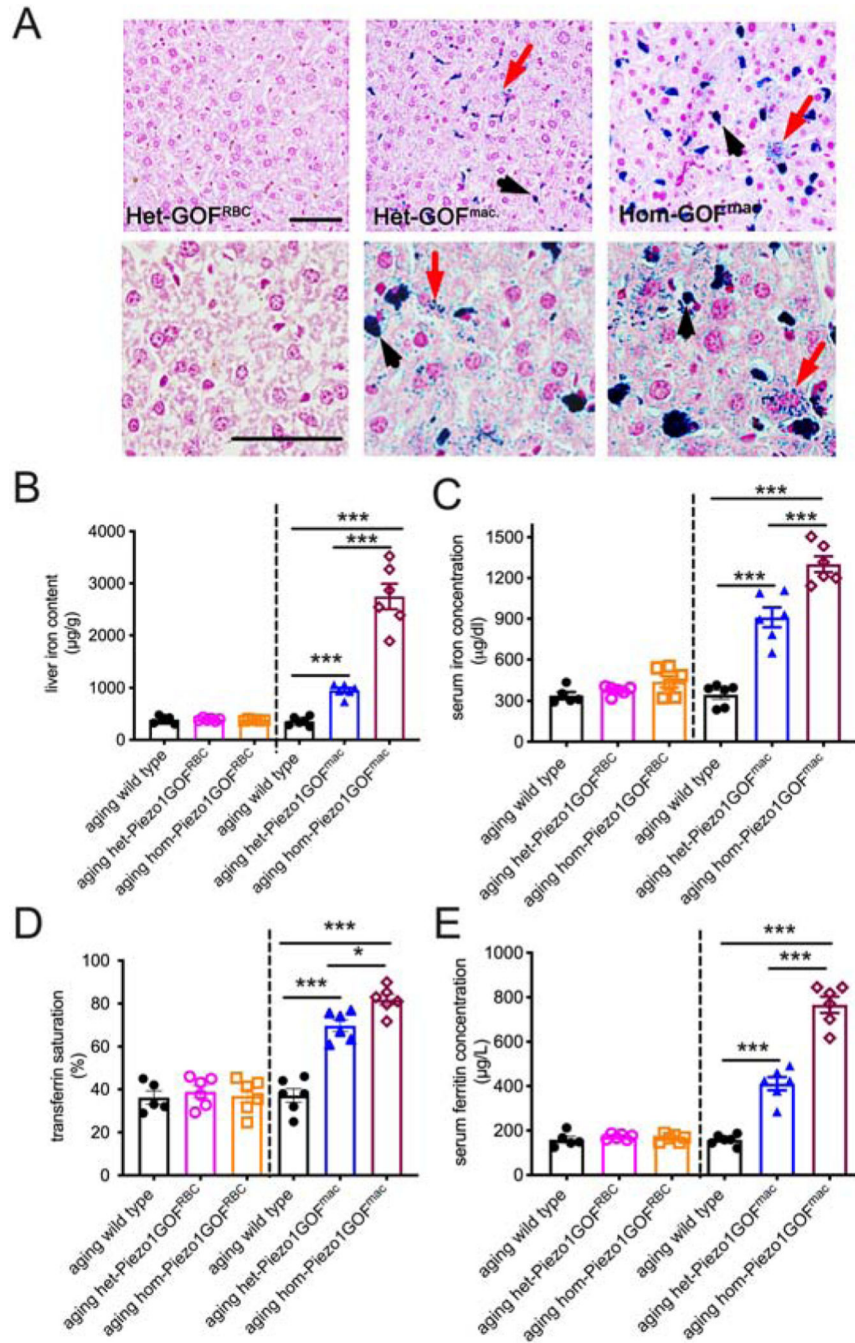 A
Het-GOFRBC
Het-GOFmac.
Hom-GOFmac
B
liver iron content
(µg/g)
4000
3000
2000
1000
0
***
***
***
aging wild type
aging het-Piezo1GOFRBC
aging hom-Piezo1GOFRBC
aging wild type
aging het-Piezo1GOFmac
aging hom-Piezo1GOFmac
C
serum iron concentration
(µg/dl)
1500
1200
900
600
300
0
***
***
***
aging wild type
aging het-Piezo1GOFRBC
aging hom-Piezo1GOFRBC
aging wild type
aging het-Piezo1GOFmac
aging hom-Piezo1GOFmac
D
transferrin saturation
(%)
100
80
60
40
20
0
***
*
***
aging wild type
aging het-Piezo1GOFRBC
aging hom-Piezo1GOFRBC
aging wild type
aging het-Piezo1GOFmac
aging hom-Piezo1GOFmac
E
serum ferritin concentration
(µg/L)
1000
800
600
400
200
0
***
***
***
aging wild type
aging het-Piezo1GOFRBC
aging hom-Piezo1GOFRBC
aging wild type
aging het-Piezo1GOFmac
aging hom-Piezo1GOFmac